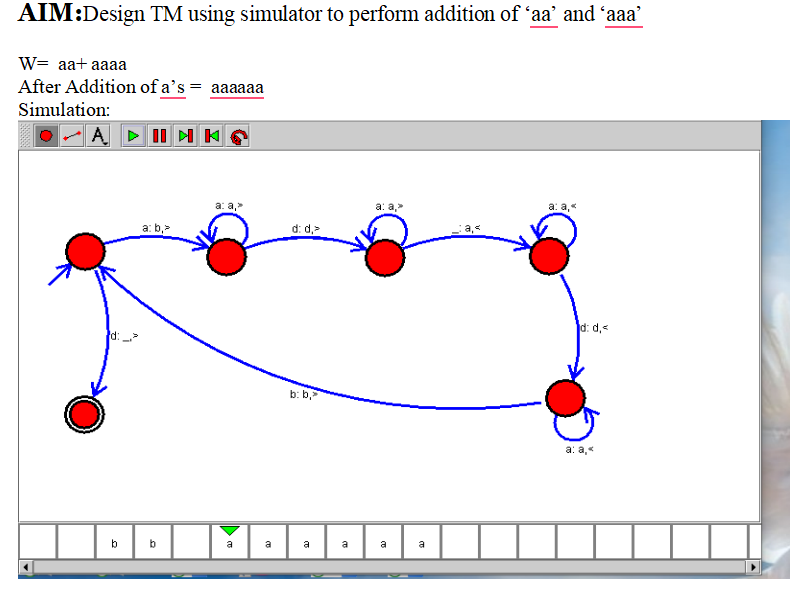 AIM:Design TM using simulator to perform addition of ‘aa’ and ‘aaa’
W= aa+ aaaa
After Addition of a’s = aaaaaa
Simulation:
A
a: a,>
a: a,>
a: a,<
a: b,>
d: d,>
_: a,<
d: _,>
d: d,<
b: b,>
a: a,<
b b a a a a a a